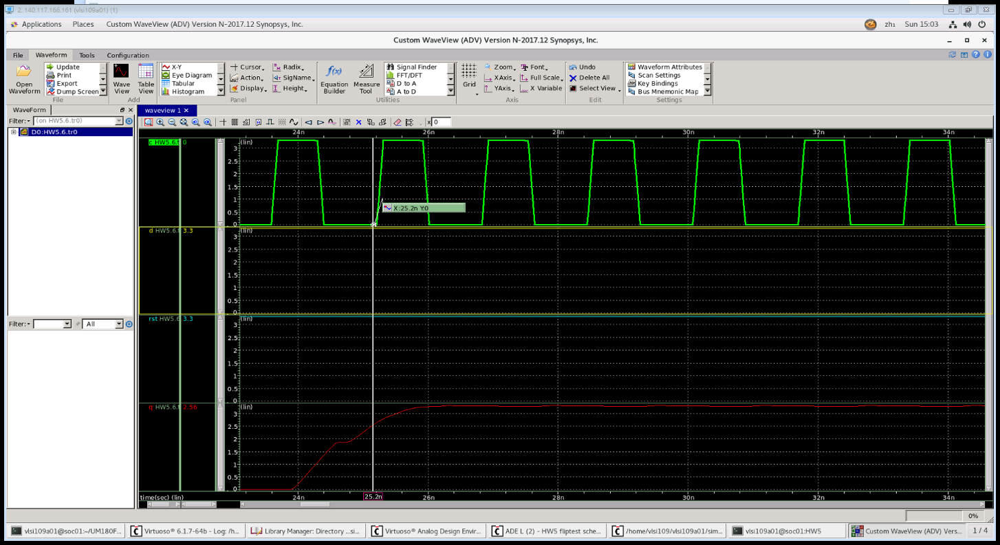 2. 140.117.166.161 (vlsi109a01) (1)
Applications Places Custom WaveView (ADV) Version N-2017.12 Synopsys, Inc. zh₁ Sun 15:03
Custom WaveView (ADV) Version N-2017.12 Synopsys, Inc.
File Waveform Tools Configuration
Open Waveform
Update
Print
Export
Dump Screen
File
Wave View
Table View
Add
X-Y
Eye Diagram
Tabular
Histogram
Cursor
Action
Display
Radix
SigName
Height
Panel
Equation Builder
Measure Tool
Signal Finder
FFT/DFT
D to A
A to D
Utilities
Grid
Zoom
XAxis
YAxis
Font
Full Scale
X Variable
Axis
Undo
Delete All
Select View
Edit
Waveform Attributes
Scan Settings
Key Bindings
Bus Mnemonic Map
Settings
WaveForm
Filter: (on HW5.6.tr0)
D0:HW5.6.tr0
Filter: All
waveview 1
x 0
24n 26n 28n 30n 32n 34n
c HW5.6.t 0
(lin)
3
2.5
2
1.5
1
0.5
0
X:25.2n Y:0
d HW5.6.t 3.3
(lin)
3
2.5
2
1.5
1
0.5
0
rst HW5.6 3.3
(lin)
3
2.5
2
1.5
1
0.5
0
q HW5.6.t 2.56
(lin)
3
2.5
2
1.5
1
0.5
0
time(sec) (lin)
24n 25.2n 26n 28n 30n 32n 34n
0%
vlsi109a01@soc01:~/UM180F...
Virtuoso® 6.1.7-64b - Log: /h...
Library Manager: Directory ...si...
Virtuoso® Analog Design Envir...
ADE L (2) - HW5 fliptest sche...
/home/vlsi109/vlsi109a01/sim...
vlsi109a01@soc01:HW5
Custom WaveView (ADV) Vers...
1 / 4